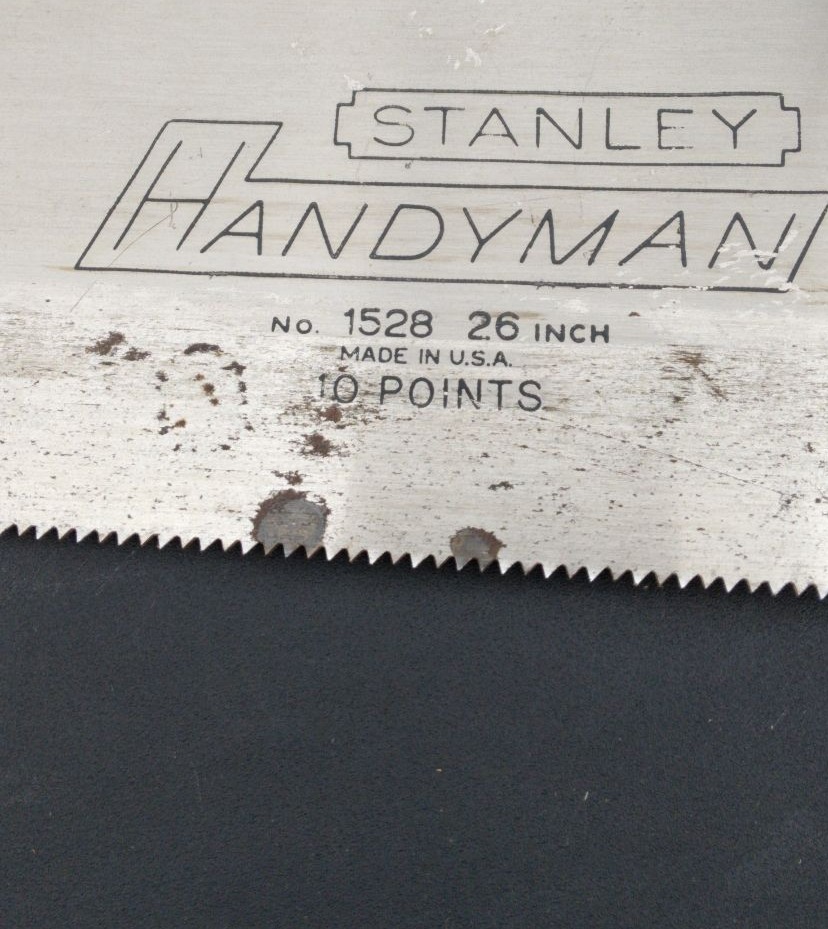 STANLEY
HANDYMAN
No. 1528 26 INCH
MADE IN U.S.A.
10 POINTS